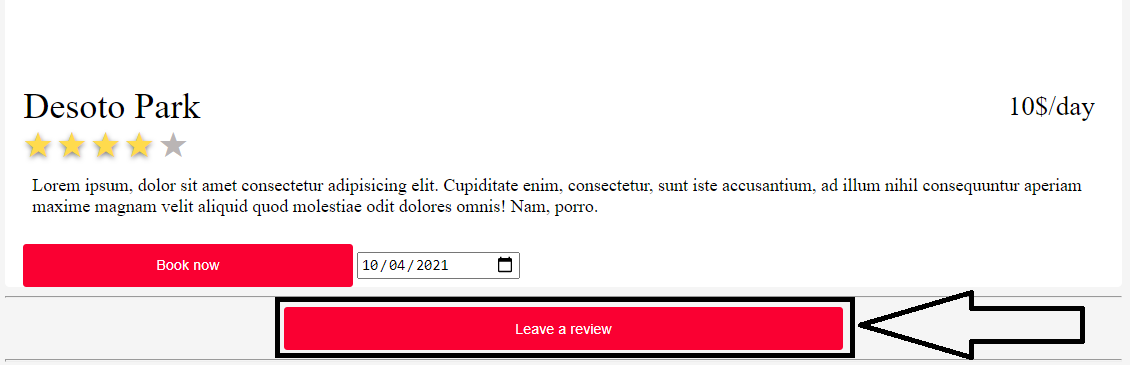 Desoto Park
10$/day
Lorem ipsum, dolor sit amet consectetur adipisicing elit. Cupiditate enim, consectetur, sunt iste accusantium, ad illum nihil consequuntur aperiam
maxime magnam velit aliquid quod molestiae odit dolores omnis! Nam, porro.
Book now
10/04/2021
Leave a review